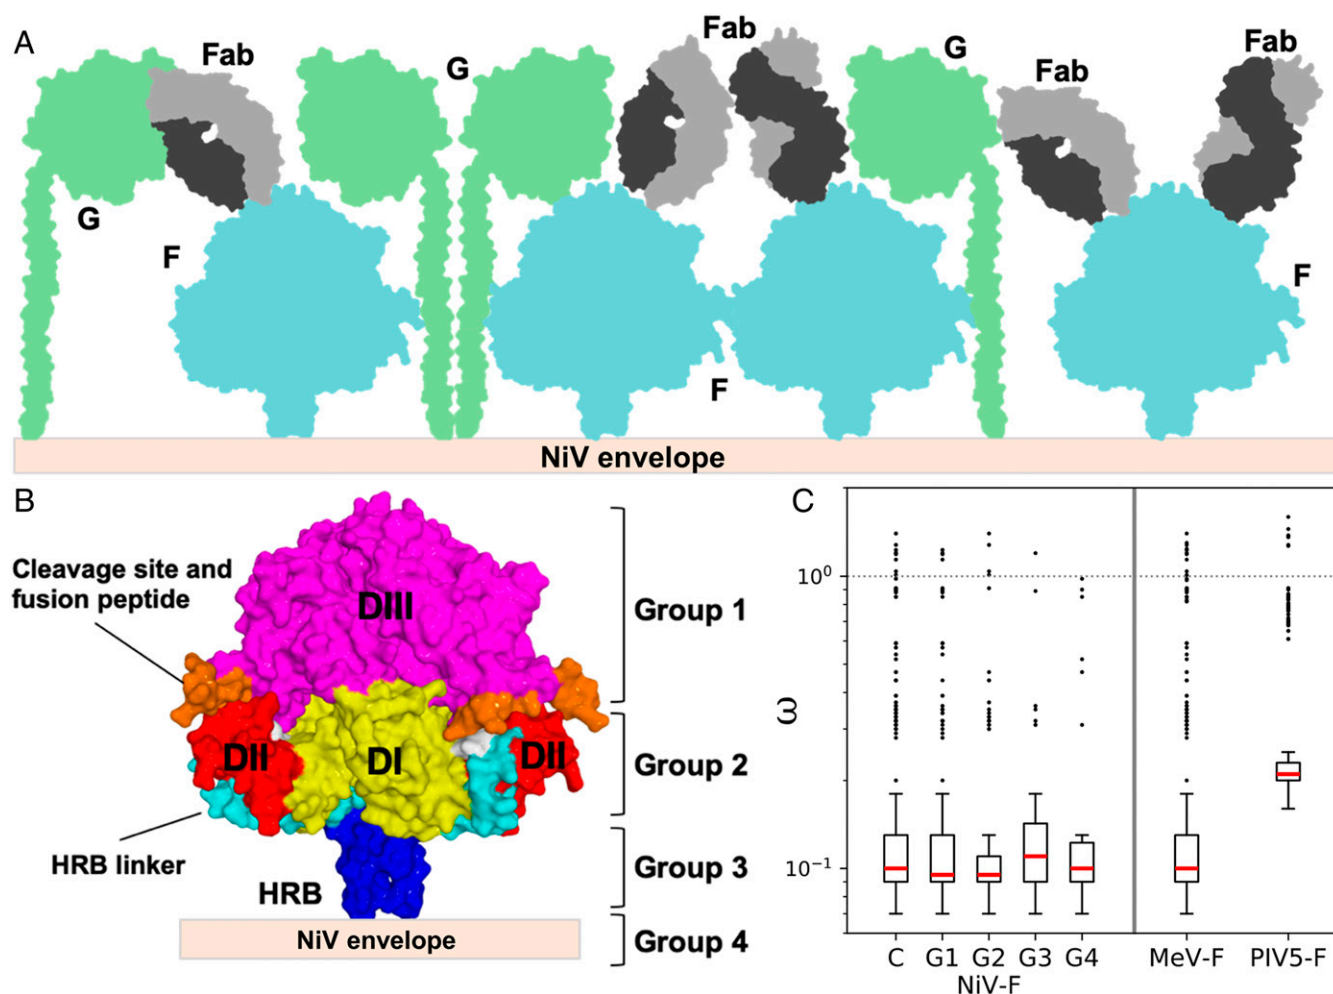 A
Fab
G
Fab
G
Fab
Fab
G
F
F
F
NiV envelope
B
Cleavage site and
fusion peptide
DIII
DII
DI
DII
HRB linker
HRB
NiV envelope
Group 1
Group 2
Group 3
Group 4
C
ω
10⁰
10⁻¹
C G1 G2 G3 G4 MeV-F PIV5-F
NiV-F